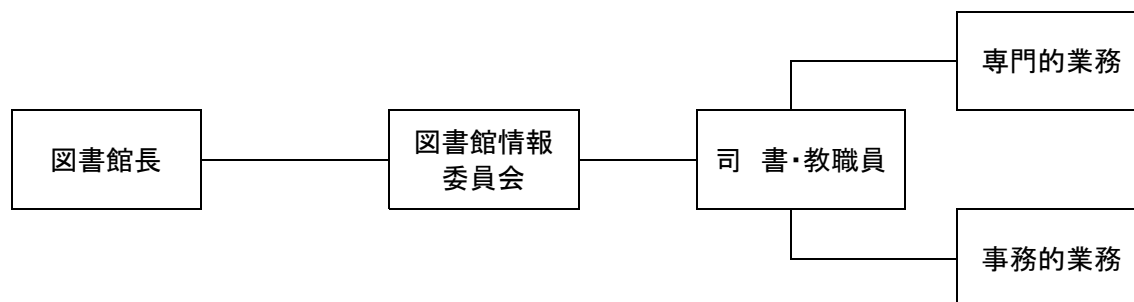 専門的業務
図書館長
図書館情報
委員会
司　書・教職員
事務的業務